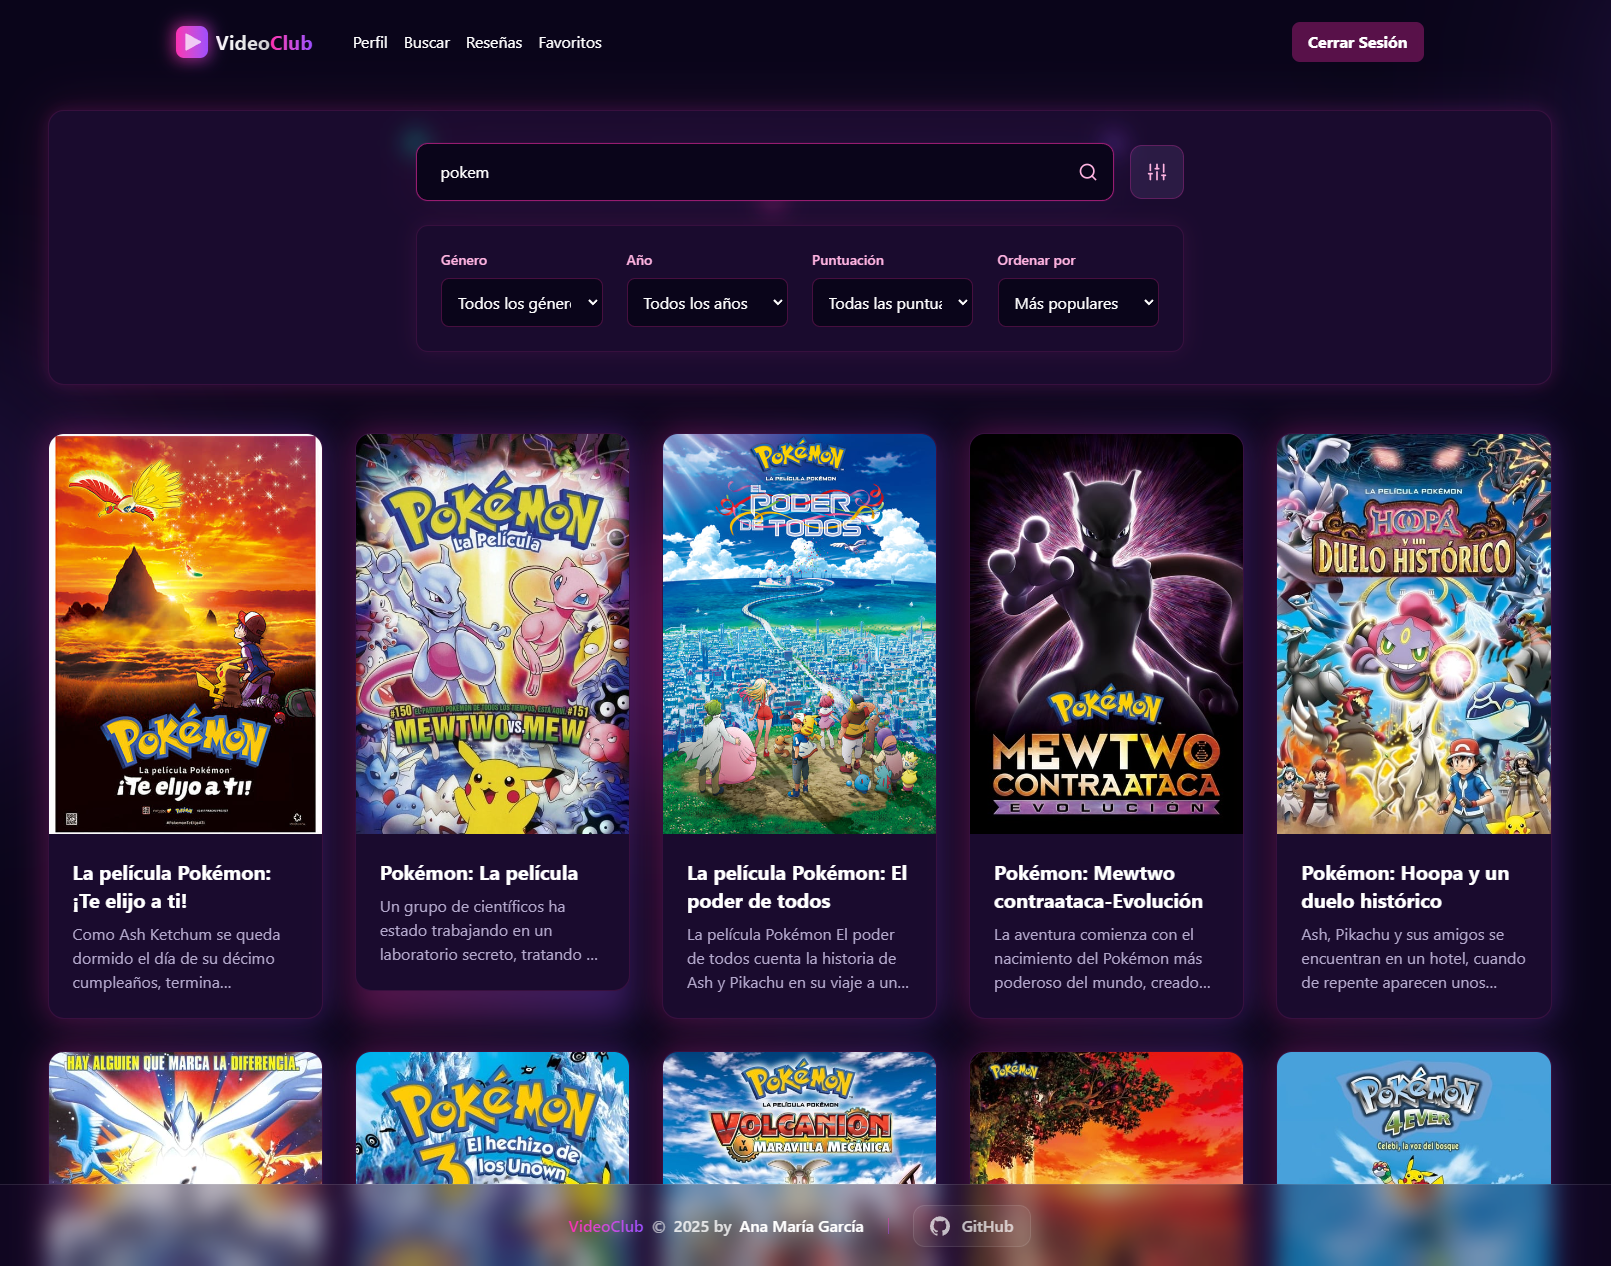 VideoClub
Perfil
Buscar
Reseñas
Favoritos
Cerrar Sesión
pokem
Género
Año
Puntuación
Ordenar por
Todos los géner
Todos los años
Todas las puntua
Más populares
POKÉMON
La película Pokémon
¡Te elijo a ti!
POKÉMON
La Película
#150
#151
MEWTWO VS. MEW
POKÉMON
LA PELÍCULA POKÉMON
EL PODER DE TODOS
POKÉMON
MEWTWO
CONTRAATACA
EVOLUCIÓN
LA PELÍCULA POKÉMON
HOOPA
y un
DUELO HISTÓRICO
La película Pokémon:
¡Te elijo a ti!
Como Ash Ketchum se queda
dormido el día de su décimo
cumpleaños, termina...
Pokémon: La película
Un grupo de científicos ha
estado trabajando en un
laboratorio secreto, tratando ...
La película Pokémon: El
poder de todos
La película Pokémon El poder
de todos cuenta la historia de
Ash y Pikachu en su viaje a un...
Pokémon: Mewtwo
contraataca-Evolución
La aventura comienza con el
nacimiento del Pokémon más
poderoso del mundo, creado...
Pokémon: Hoopa y un
duelo histórico
Ash, Pikachu y sus amigos se
encuentran en un hotel, cuando
de repente aparecen unos...
HAY ALGUIEN QUE MARCA LA DIFERENCIA.
POKÉMON
3
El hechizo de
los Unown
POKÉMON
LA PELÍCULA POKÉMON
VOLCANION
Y LA MARAVILLA MECÁNICA
POKÉMON
POKÉMON
4EVER
Celebi, la voz del bosque
VideoClub © 2025 by Ana María García
GitHub